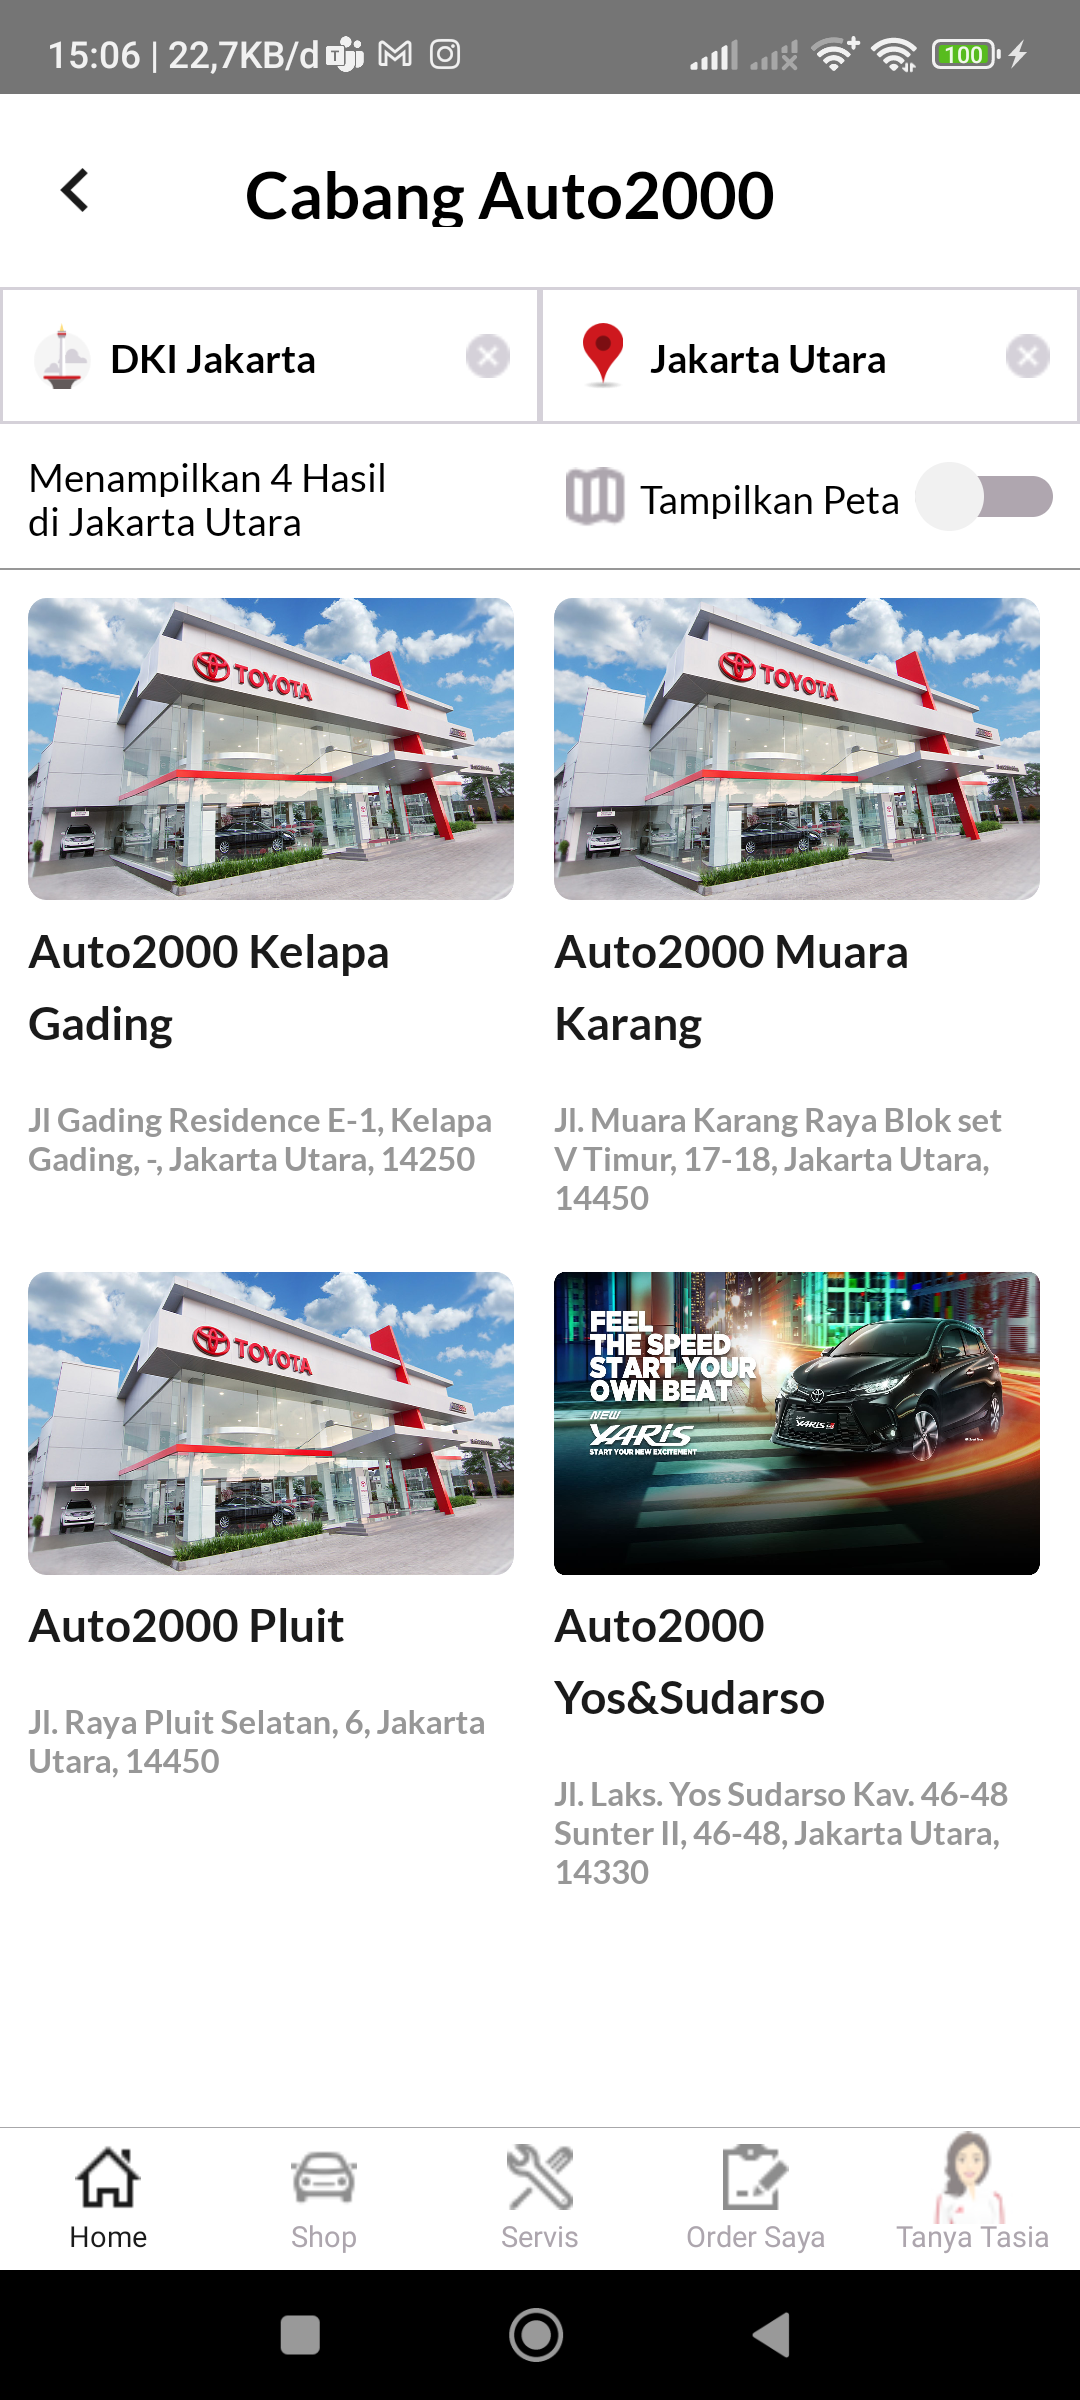 15:06 | 22,7KB/d
100
Cabang Auto2000
DKI Jakarta
Jakarta Utara
Menampilkan 4 Hasil
di Jakarta Utara
Tampilkan Peta
TOYOTA
TOYOTA
Auto2000 Kelapa
Gading
Jl Gading Residence E-1, Kelapa
Gading, -, Jakarta Utara, 14250
Auto2000 Muara
Karang
Jl. Muara Karang Raya Blok set
V Timur, 17-18, Jakarta Utara,
14450
TOYOTA
FEEL
THE SPEED
START YOUR
OWN BEAT
NEW
YARIS
START YOUR NEW EXCITEMENT
YARIS
Auto2000 Pluit
Jl. Raya Pluit Selatan, 6, Jakarta
Utara, 14450
Auto2000
Yos&Sudarso
Jl. Laks. Yos Sudarso Kav. 46-48
Sunter II, 46-48, Jakarta Utara,
14330
Home
Shop
Servis
Order Saya
Tanya Tasia